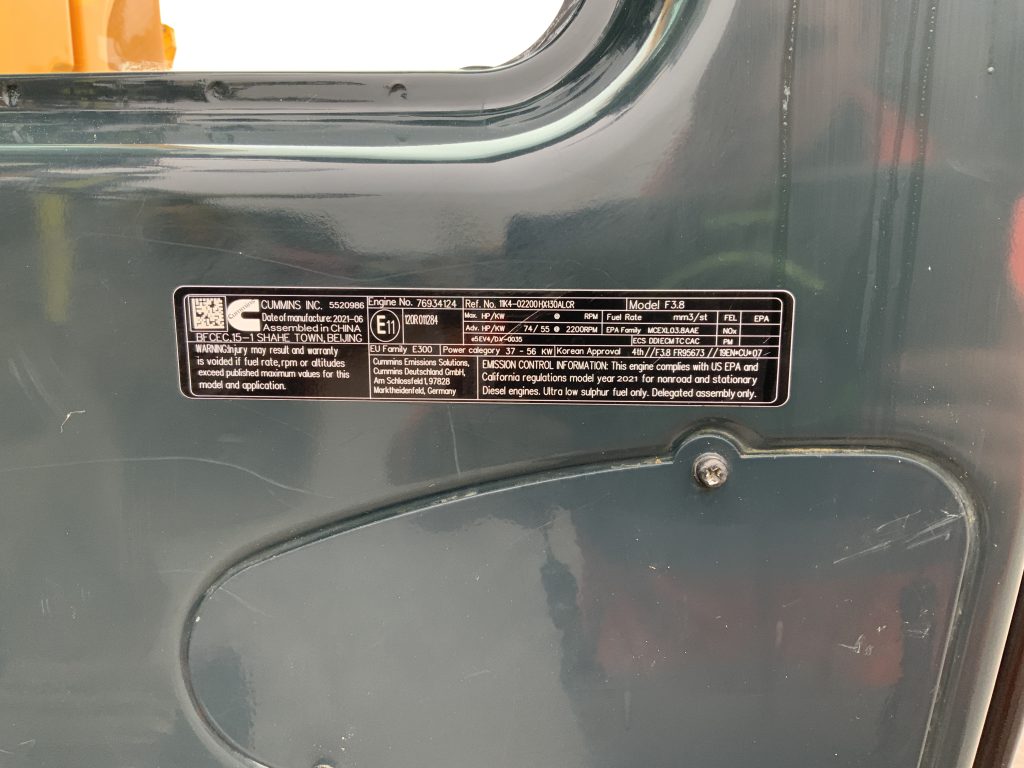 Cummins
CUMMINS INC. 5520986
Date of manufacture: 2021-06
Assembled in CHINA
BFCEC, 15-1 SHAHE TOWN, BEIJING
WARNING:Injury may result and warranty
is voided if fuel rate,rpm or altitudes
exceed published maximum values for this
model and application.
Engine No. 76934124
E11
120R 011284
EU Family E300
Cummins Emissions Solutions,
Cummins Deutschland GmbH,
Am Schlossfeld 1, 97828
Marktheidenfeld, Germany
Ref. No. 11K4-02200 HX130ALCR
Model F3.8
Max. HP/KW @ RPM
Adv. HP/KW 74 / 55 @ 2200RPM
e5EV4/D/-0035
Fuel Rate mm3/st FEL EPA
EPA Family MCEXL03.8AAE NOx
ECS DDI ECM TC CAC PM
Power category 37 - 56 KW
Korean Approval 4th//F3.8 FR95673 //19EN*CU*07
EMISSION CONTROL INFORMATION: This engine complies with US EPA and
California regulations model year 2021 for nonroad and stationary
Diesel engines. Ultra low sulphur fuel only. Delegated assembly only.